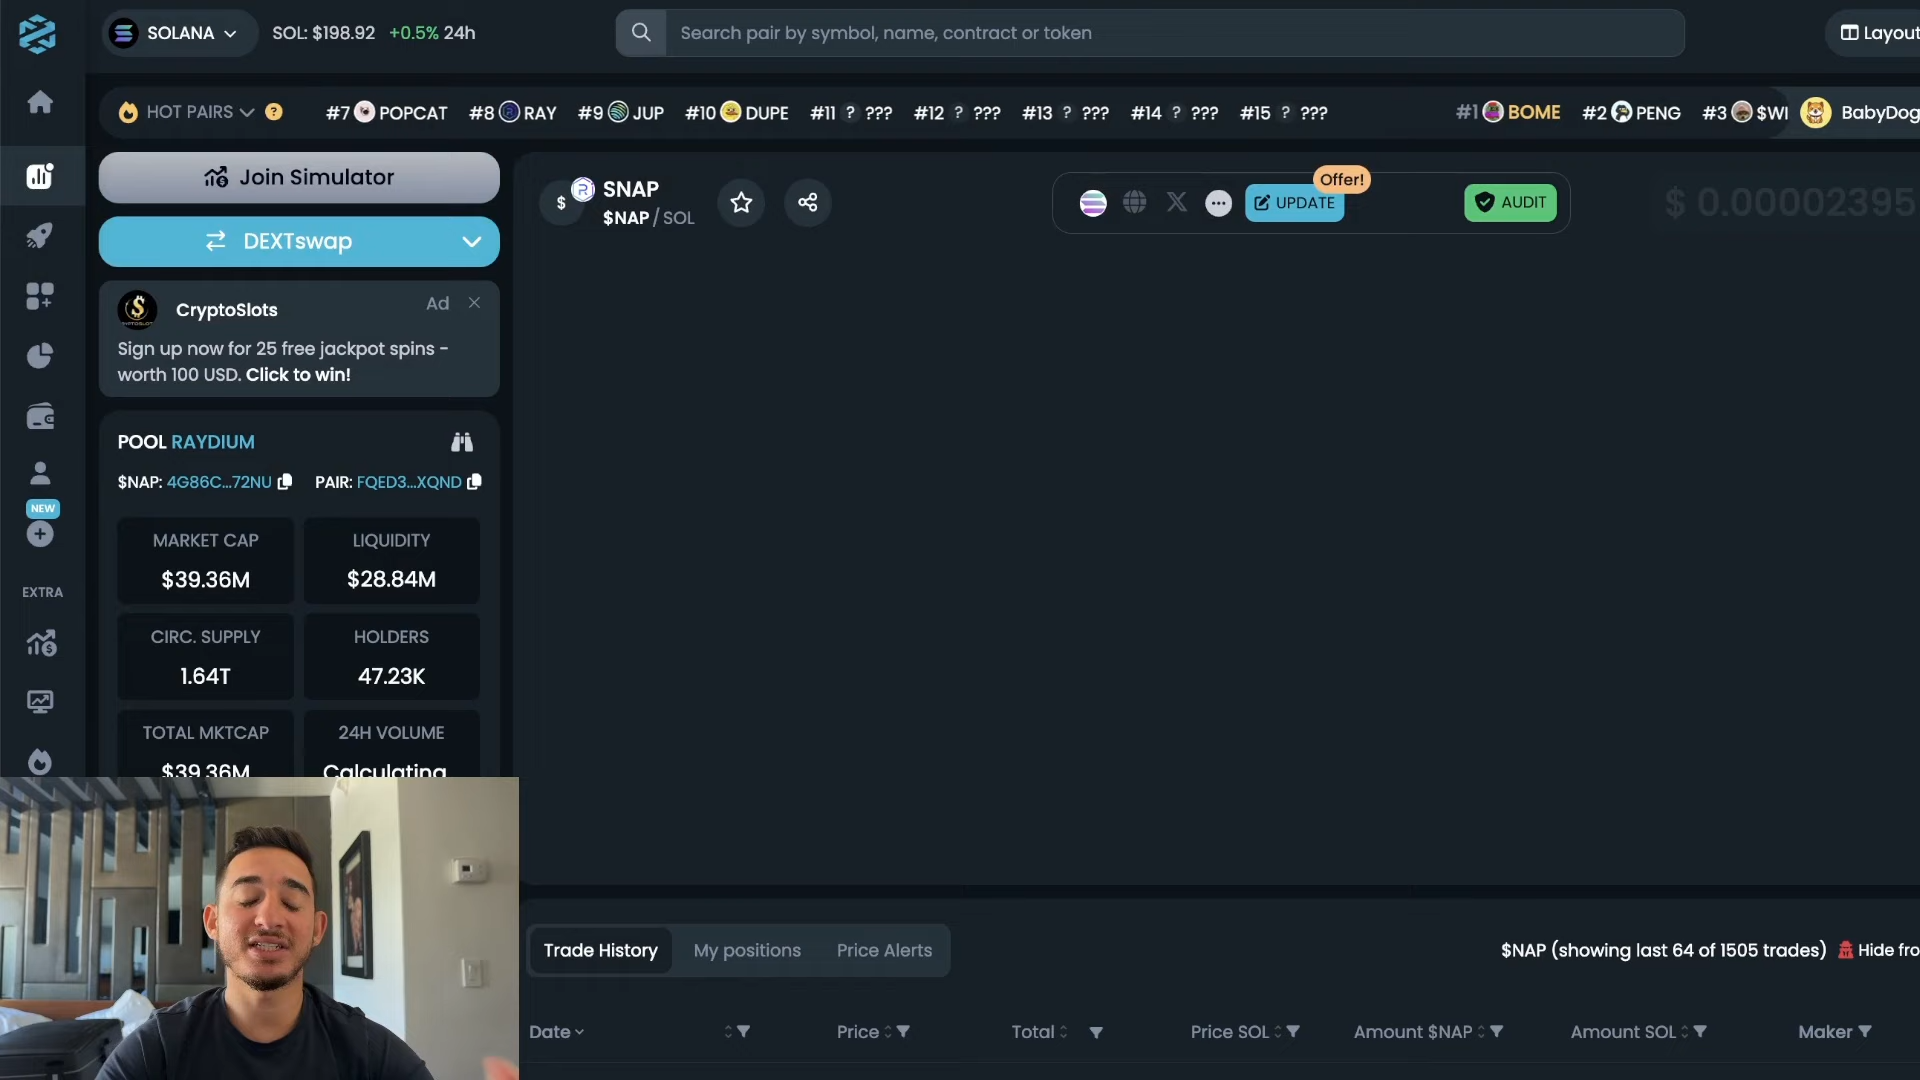 SOLANA SOL: $198.92 +0.5% 24h
Search pair by symbol, name, contract or token
Layout
HOT PAIRS ? #7 POPCAT #8 RAY #9 JUP #10 DUPE #11 ? ??? #12 ? ??? #13 ? ??? #14 ? ??? #15 ? ??? #1 BOME #2 PENG #3 $WI BabyDog
Join Simulator
DEXTswap
CryptoSlots Ad
Sign up now for 25 free jackpot spins -
worth 100 USD. Click to win!
POOL RAYDIUM
$NAP: 4G86C...72NU PAIR: FQED3...XQND
MARKET CAP LIQUIDITY
$39.36M $28.84M
CIRC. SUPPLY HOLDERS
1.64T 47.23K
TOTAL MKTCAP 24H VOLUME
$39.36M Calculating
NEW
EXTRA
$ R SNAP
$NAP / SOL
Offer!
UPDATE AUDIT
$ 0.00002395
Trade History My positions Price Alerts
$NAP (showing last 64 of 1505 trades) Hide fro
Date Price Total Price SOL Amount $NAP Amount SOL Maker